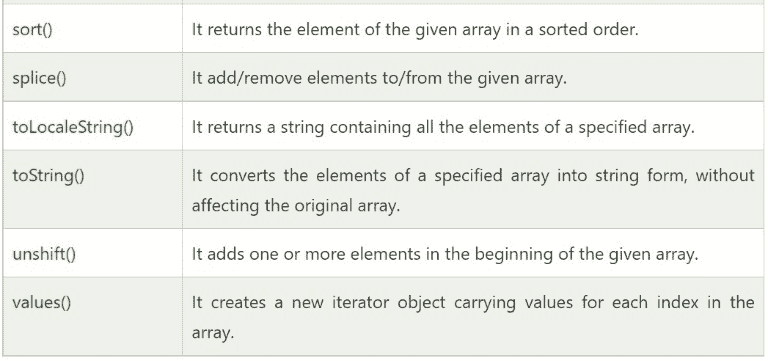 sort() It returns the element of the given array in a sorted order.
splice() It add/remove elements to/from the given array.
toLocaleString() It returns a string containing all the elements of a specified array.
toString() It converts the elements of a specified array into string form, without
affecting the original array.
unshift() It adds one or more elements in the beginning of the given array.
values() It creates a new iterator object carrying values for each index in the
array.